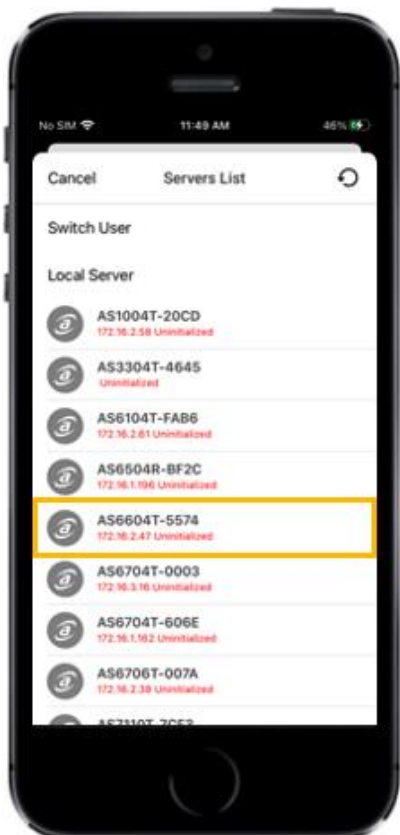 No SIM 11:49 AM 46%
Cancel Servers List
Switch User
Local Server
AS1004T-20CD
172.16.2.58 Uninitialized
AS3304T-4645
Uninitialized
AS6104T-FAB6
172.16.2.61 Uninitialized
AS6504R-BF2C
172.16.1.196 Uninitialized
AS6604T-5574
172.16.2.47 Uninitialized
AS6704T-0003
172.16.3.16 Uninitialized
AS6704T-606E
172.16.1.162 Uninitialized
AS6706T-007A
172.16.2.38 Uninitialized